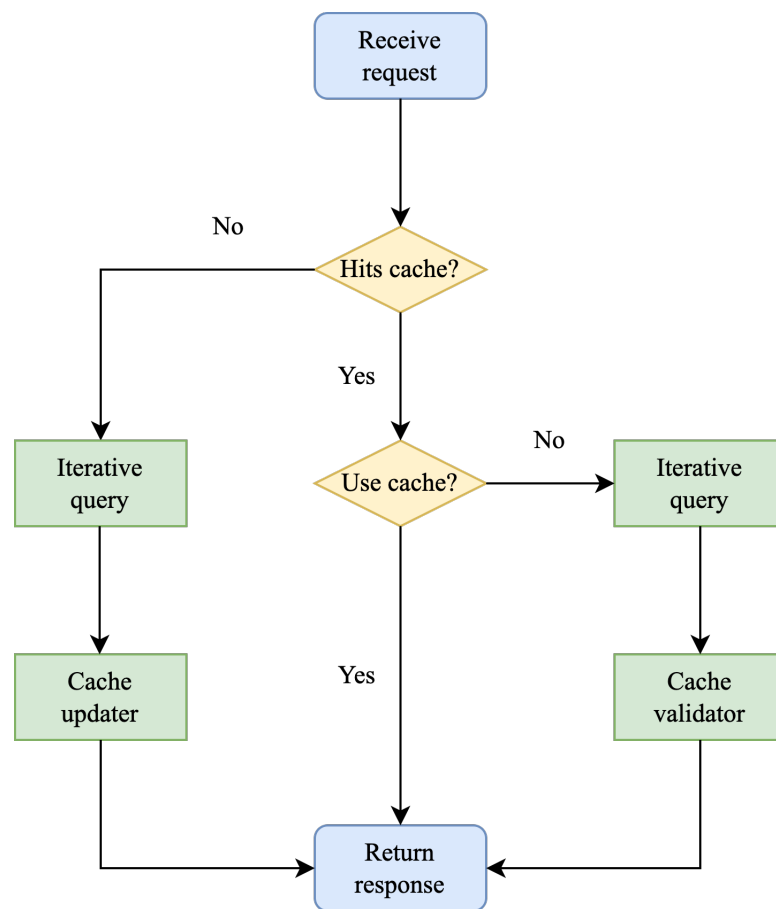 Receive
request
No
Hits cache?
Yes
No
Iterative
query
Use cache?
Iterative
query
Yes
Cache
updater
Cache
validator
Return
response